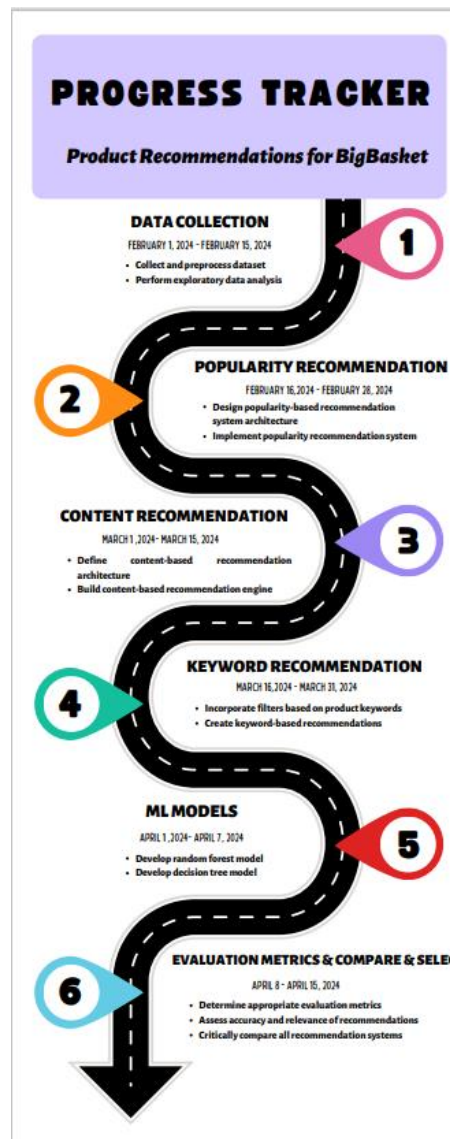 PROGRESS TRACKER
Product Recommendations for BigBasket
DATA COLLECTION
FEBRUARY 1, 2024 - FEBRUARY 15, 2024
• Collect and preprocess dataset
• Perform exploratory data analysis
1
POPULARITY RECOMMENDATION
FEBRUARY 16,2024 - FEBRUARY 28, 2024
• Design popularity-based recommendation
system architecture
• Implement popularity recommendation system
2
CONTENT RECOMMENDATION
MARCH 1 ,2024- MARCH 15, 2024
• Define content-based recommendation
architecture
• Build content-based recommendation engine
3
KEYWORD RECOMMENDATION
MARCH 16,2024 - MARCH 31, 2024
• Incorporate filters based on product keywords
• Create keyword-based recommendations
4
ML MODELS
APRIL 1 ,2024- APRIL 7, 2024
• Develop random forest model
• Develop decision tree model
5
EVALUATION METRICS & COMPARE & SELE
APRIL 8 - APRIL 15, 2024
• Determine appropriate evaluation metrics
• Assess accuracy and relevance of recommendations
• Critically compare all recommendation systems
6